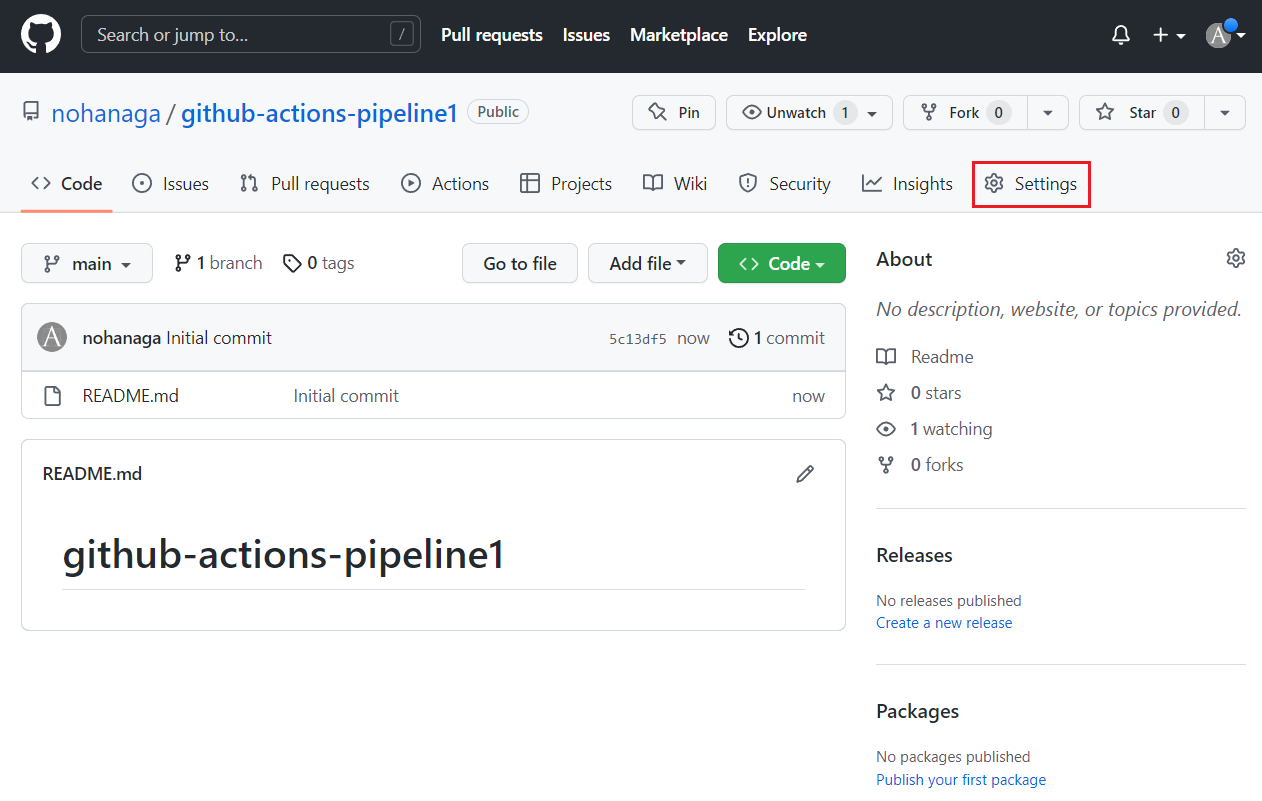 Search or jump to... /
Pull requests Issues Marketplace Explore
A
nohanaga / github-actions-pipeline1 Public
Pin Unwatch 1 Fork 0 Star 0
Code Issues Pull requests Actions Projects Wiki Security Insights Settings
main 1 branch 0 tags Go to file Add file Code
A nohanaga Initial commit 5c13df5 now 1 commit
README.md Initial commit now
README.md
github-actions-pipeline1
About
No description, website, or topics provided.
Readme
0 stars
1 watching
0 forks
Releases
No releases published
Create a new release
Packages
No packages published
Publish your first package